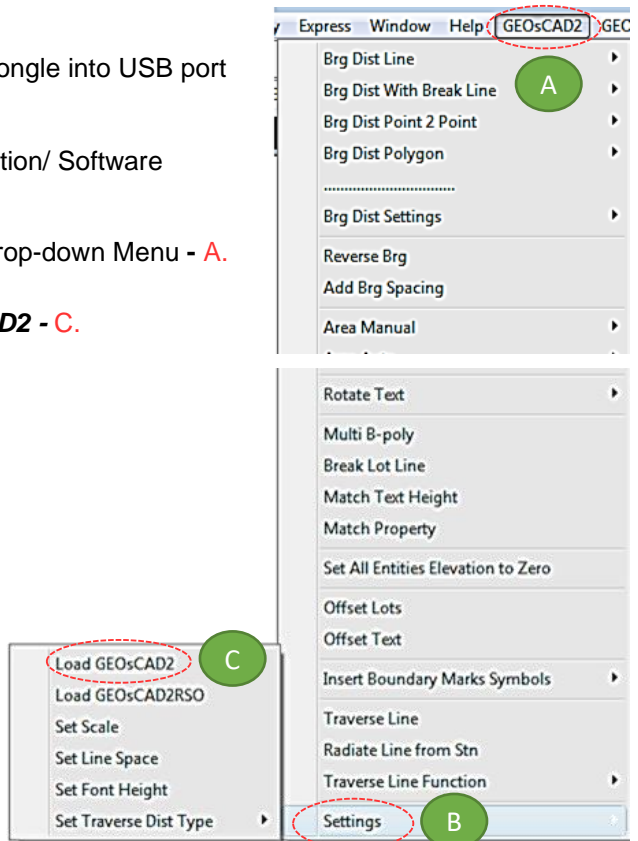 Express Window Help GEOsCAD2 GEO
ongle into USB port
tion/ Software
rop-down Menu - A.
D2 - C.
Brg Dist Line
A
Brg Dist With Break Line
Brg Dist Point 2 Point
Brg Dist Polygon
.................................
Brg Dist Settings
Reverse Brg
Add Brg Spacing
Area Manual
Rotate Text
Multi B-poly
Break Lot Line
Match Text Height
Match Property
Set All Entities Elevation to Zero
Offset Lots
Offset Text
Insert Boundary Marks Symbols
Traverse Line
Radiate Line from Stn
Traverse Line Function
Settings B
Load GEOsCAD2 C
Load GEOsCAD2RSO
Set Scale
Set Line Space
Set Font Height
Set Traverse Dist Type